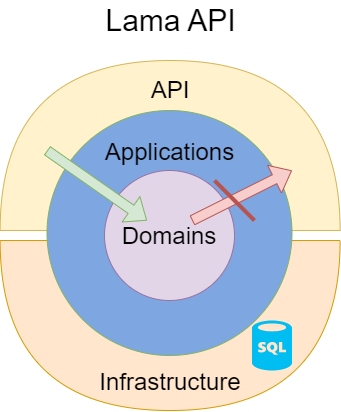 Lama API
API
Applications
Domains
SQL
Infrastructure